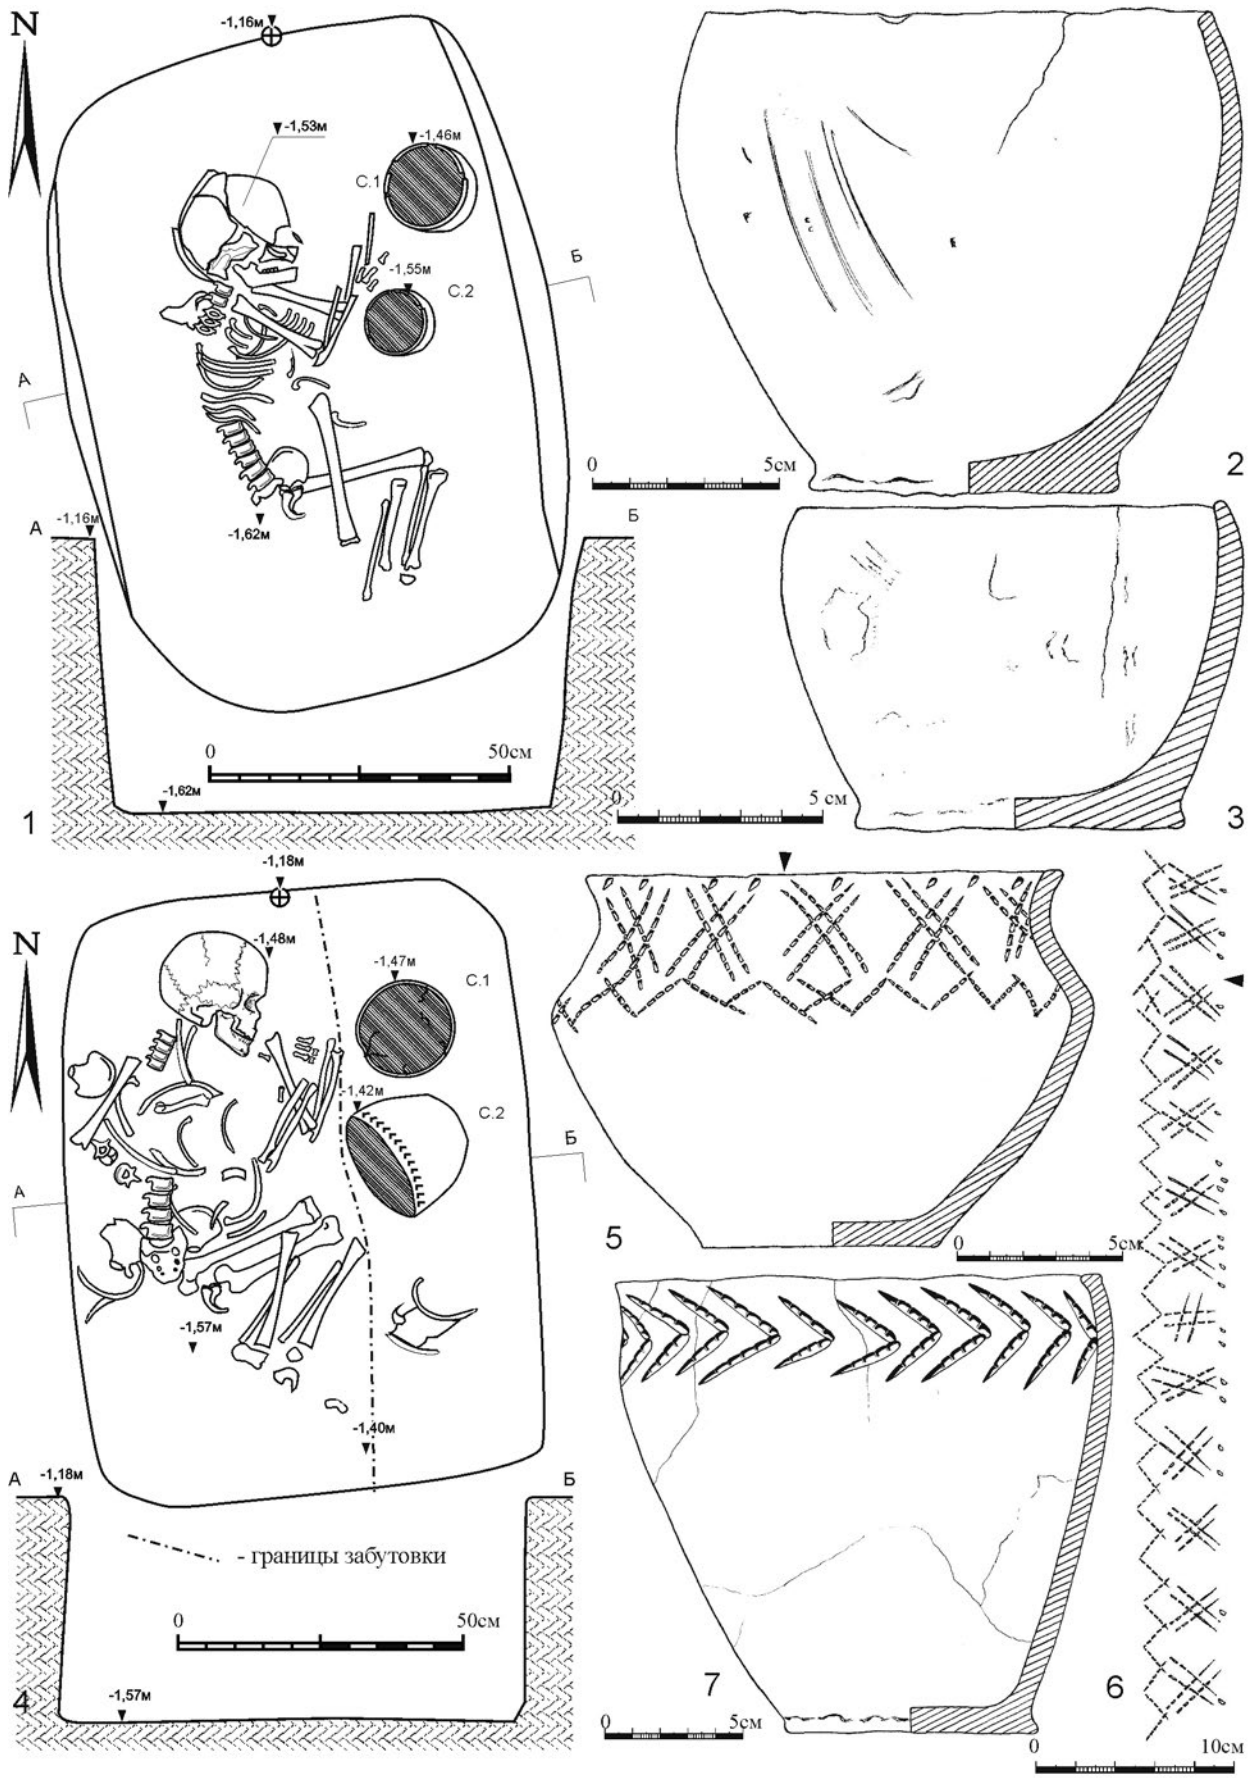 N
-1,16м
-1,53м
-1,46м
С.1
-1,55м
С.2
Б
А
-1,62м
А
-1,16м
Б
0 50см
-1,62м
1
0 5см
2
0 5 см
3
-1,18м
N
-1,48м
-1,47м
С.1
-1,42м
С.2
Б
А
-1,57м
-1,40м
А
-1,18м
Б
- границы забутовки
0 50см
-1,57м
4
5
0 5см
7
0 5см
6
0 10см